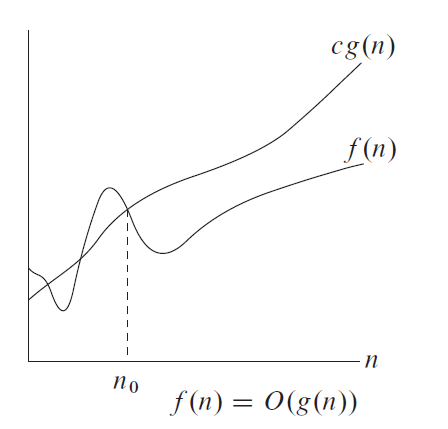 cg(n)
f(n)
n
n₀
f(n) = O(g(n))